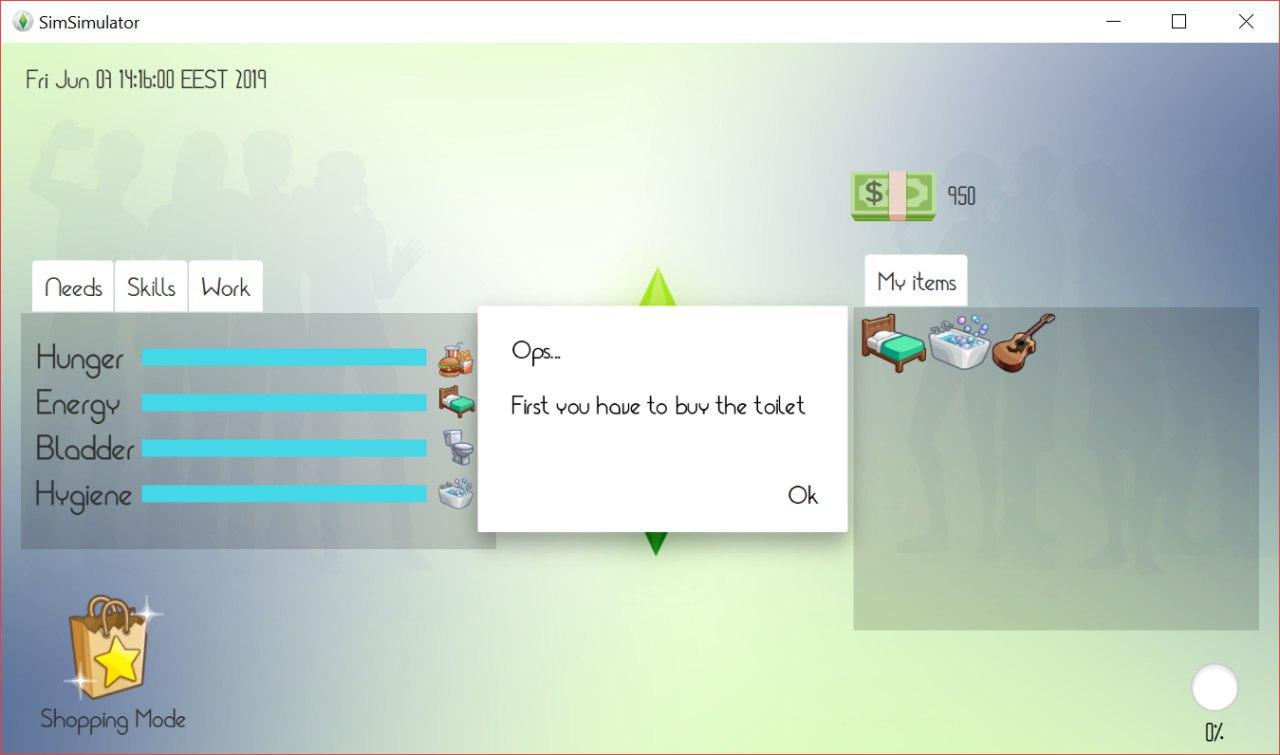 SimSimulator
Fri Jun 07 14:16:00 EEST 2019
$
950
Needs Skills Work
My items
Hunger
Energy
Bladder
Hygiene
Ops...
First you have to buy the toilet
Ok
Shopping Mode
0%